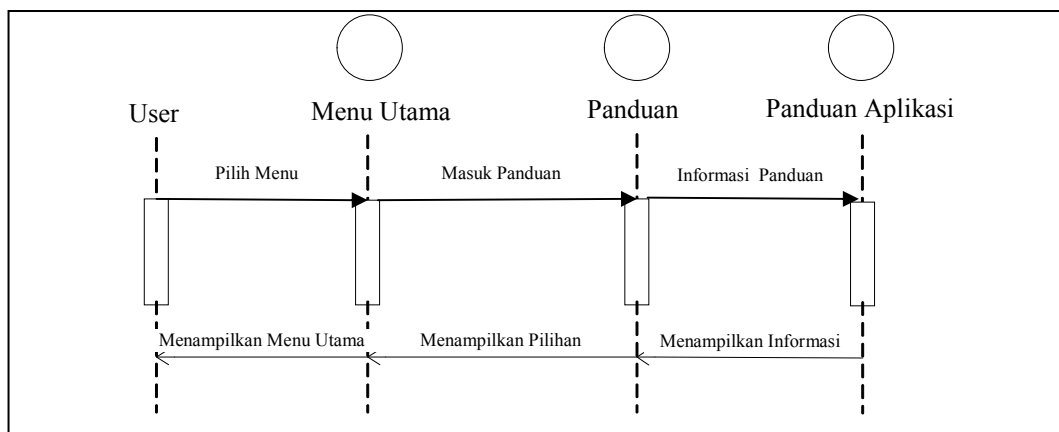 User
Menu Utama
Panduan
Panduan Aplikasi
Pilih Menu
Masuk Panduan
Informasi Panduan
Menampilkan Menu Utama
Menampilkan Pilihan
Menampilkan Informasi